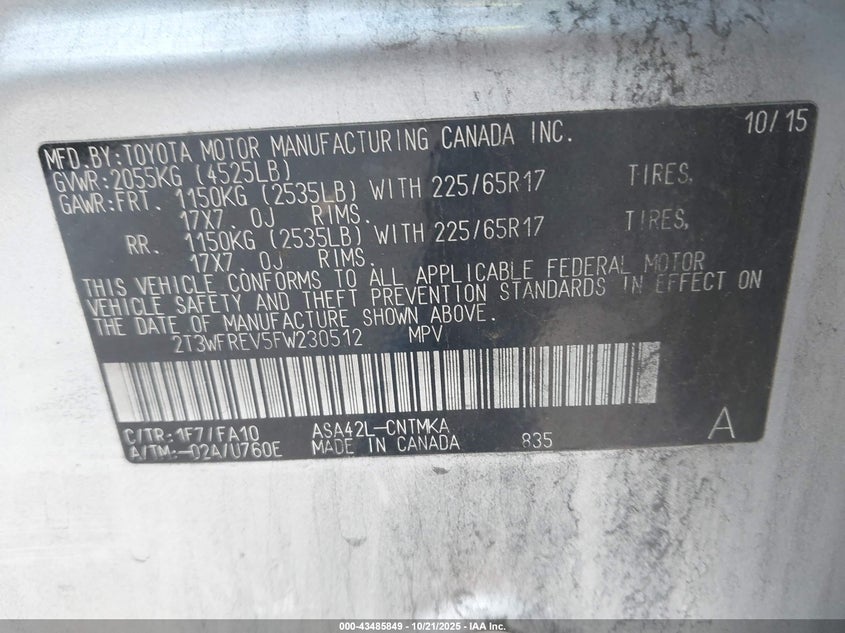 MFD.BY:TOYOTA MOTOR MANUFACTURING CANADA INC. 10/15
GVWR:2055KG (4525LB)
GAWR:FRT. 1150KG (2535LB) WITH 225/65R17 TIRES,
17X7.0J RIMS.
RR. 1150KG (2535LB) WITH 225/65R17 TIRES,
17X7.0J RIMS.
THIS VEHICLE CONFORMS TO ALL APPLICABLE FEDERAL MOTOR
VEHICLE SAFETY AND THEFT PREVENTION STANDARDS IN EFFECT ON
THE DATE OF MANUFACTURE SHOWN ABOVE.
2T3WFREV5FW230512 MPV
C/TR:1F7/FA10 ASA42L-CNTMKA A
A/TM:-02A/U760E MADE IN CANADA 835
000-43485849 - 10/21/2025 - IAA Inc.